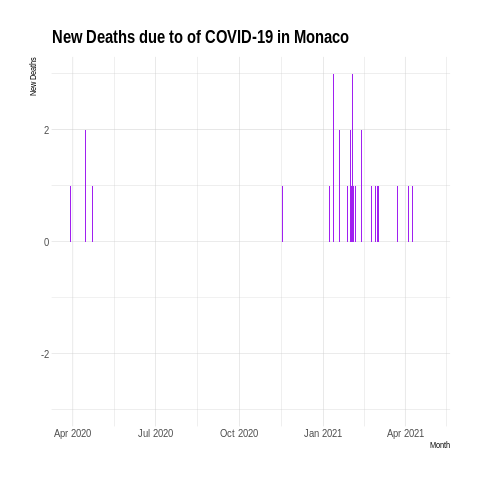 New Deaths due to of COVID-19 in Monaco
New Deaths
2
0
-2
Apr 2020 Jul 2020 Oct 2020 Jan 2021 Apr 2021
Month